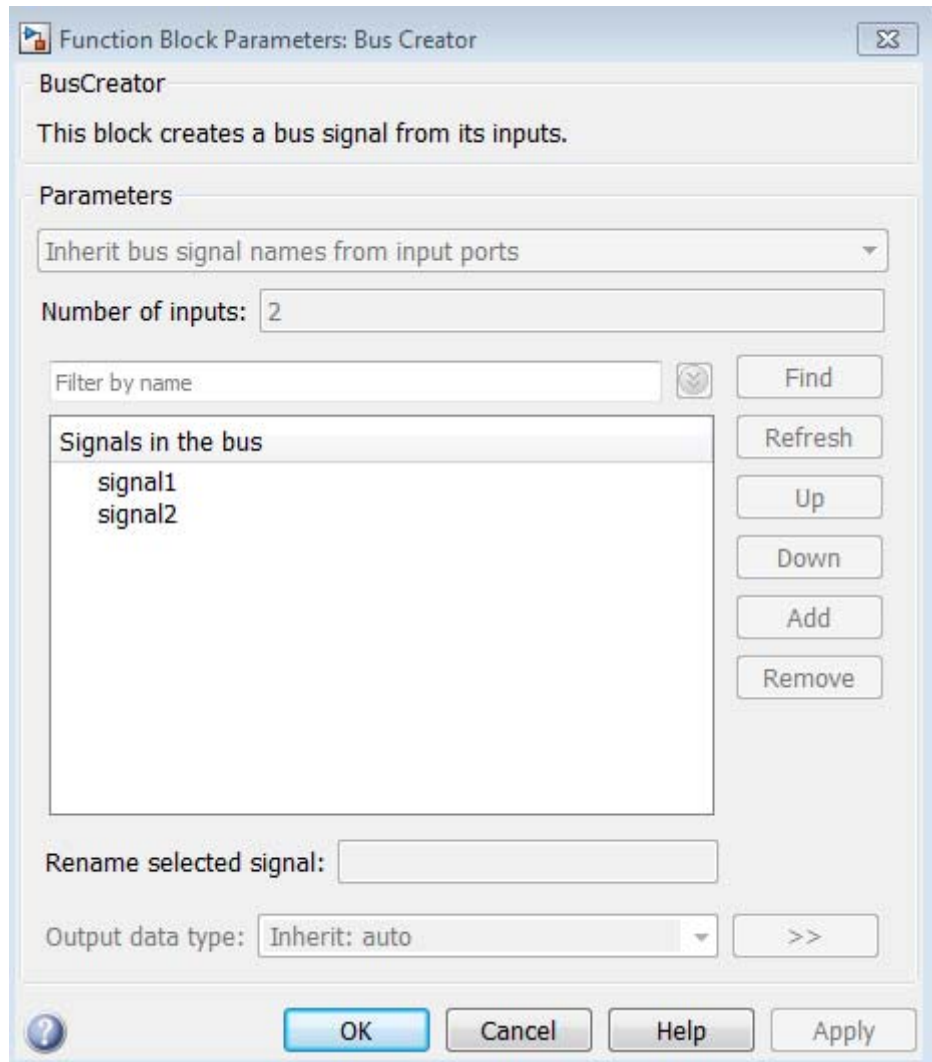 Function Block Parameters: Bus Creator
BusCreator
This block creates a bus signal from its inputs.
Parameters
Inherit bus signal names from input ports
Number of inputs: 2
Filter by name
Find
Signals in the bus
Refresh
signal1
signal2
Up
Down
Add
Remove
Rename selected signal:
Output data type: Inherit: auto >>
? OK Cancel Help Apply